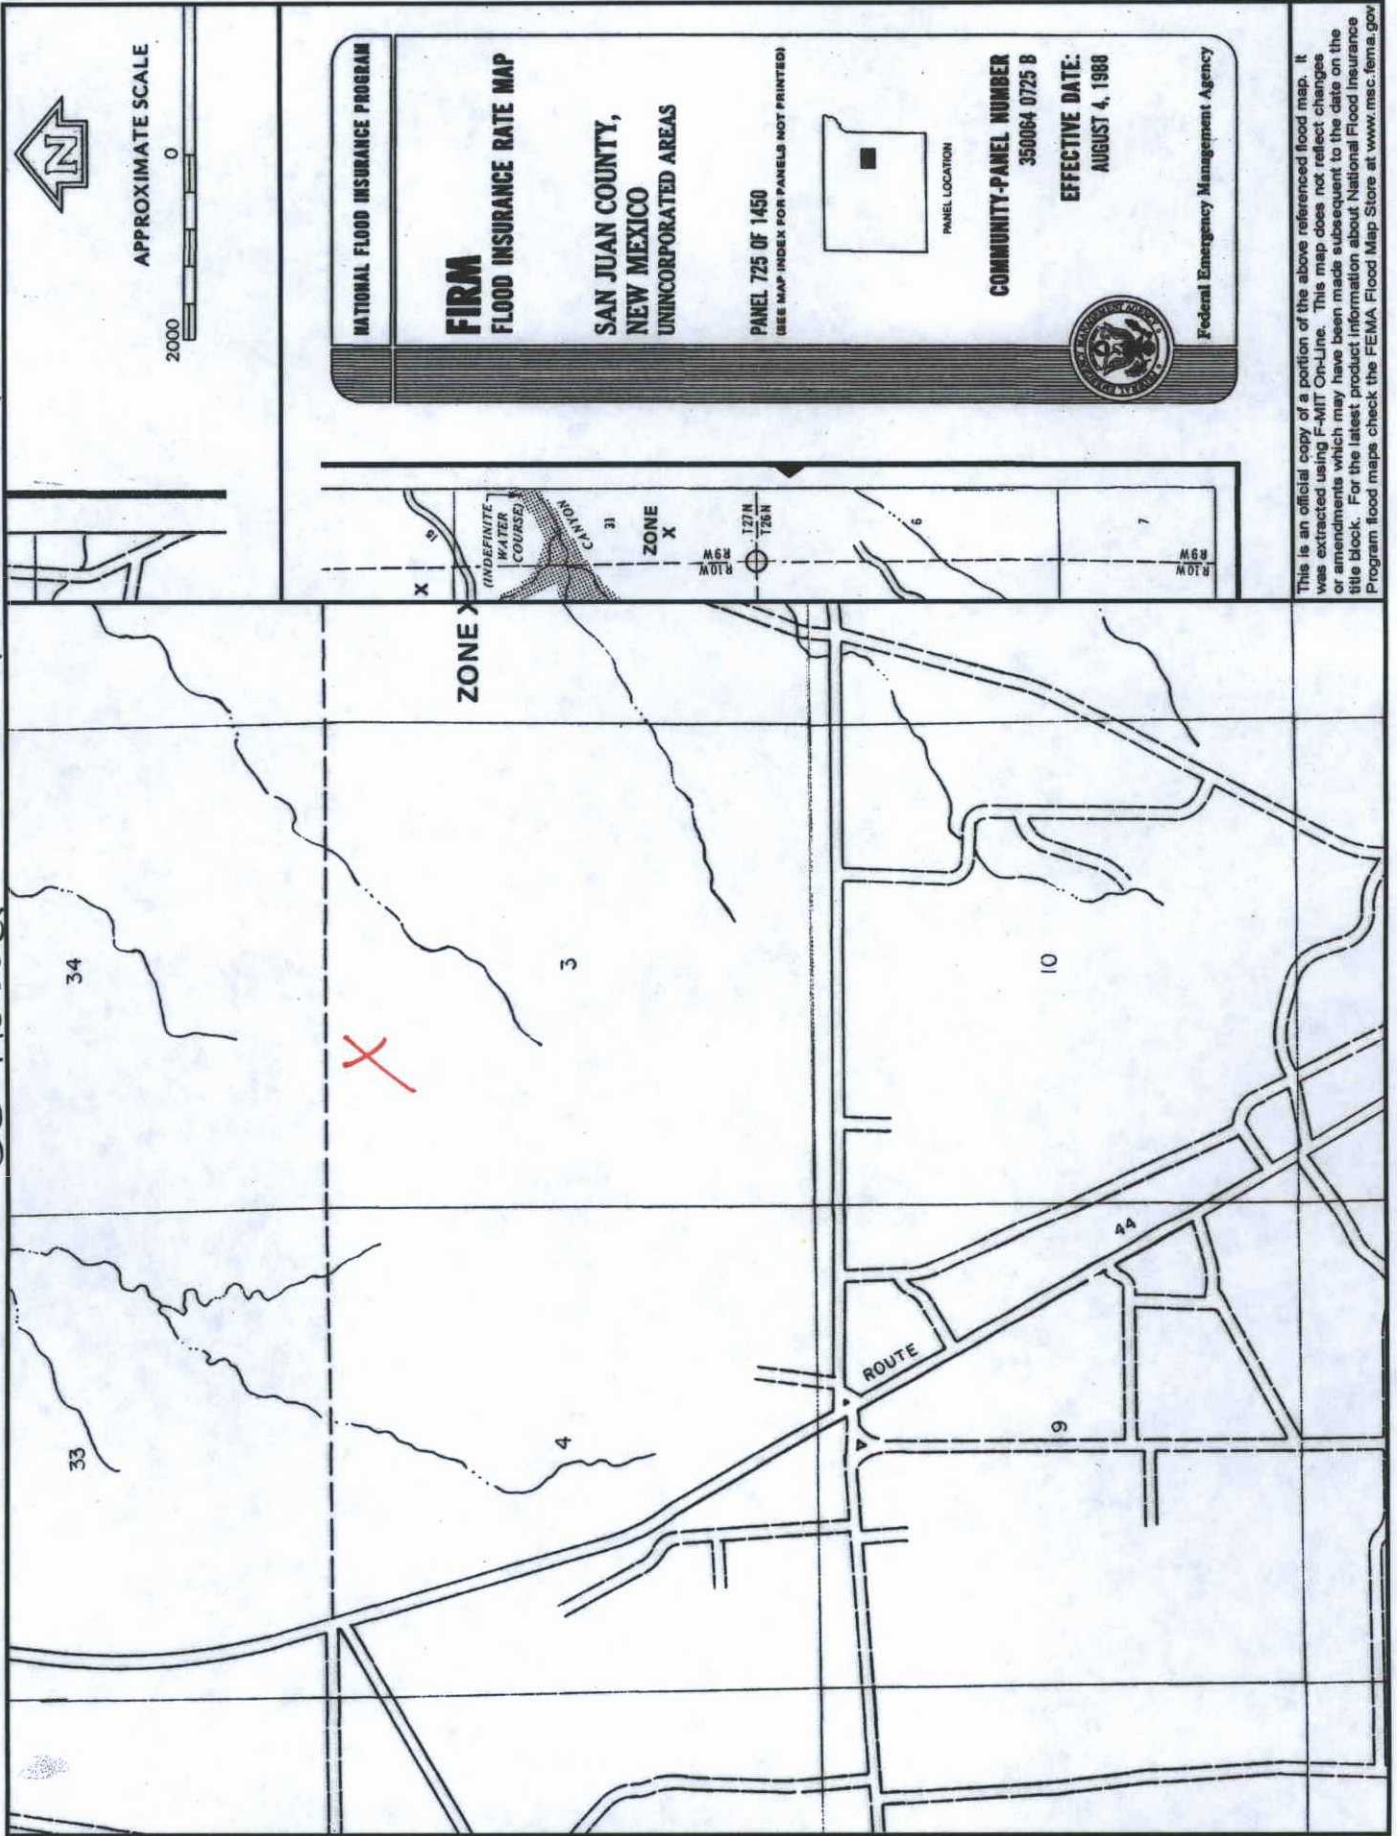 N
APPROXIMATE SCALE
2000 0
NATIONAL FLOOD INSURANCE PROGRAM
FIRM
FLOOD INSURANCE RATE MAP
SAN JUAN COUNTY,
NEW MEXICO
UNINCORPORATED AREAS
PANEL 725 OF 1450
(SEE MAP INDEX FOR PANELS NOT PRINTED)
PANEL LOCATION
COMMUNITY-PANEL NUMBER
350064 0725 B
EFFECTIVE DATE:
AUGUST 4, 1988
FEDERAL EMERGENCY MANAGEMENT AGENCY
Federal Emergency Management Agency
This is an official copy of a portion of the above referenced flood map. It
was extracted using F-MIT On-Line. This map does not reflect changes
or amendments which may have been made subsequent to the date on the
title block. For the latest product information about National Flood Insurance
Program flood maps check the FEMA Flood Map Store at www.msc.fema.gov
X
(INDEFINITE
WATER
COURSE)
CANYON
31
ZONE
X
R10W
R9W
T27N
T26N
6
7
R10W
R9W
ZONE X
33
34
X
4
3
ROUTE
44
9
10